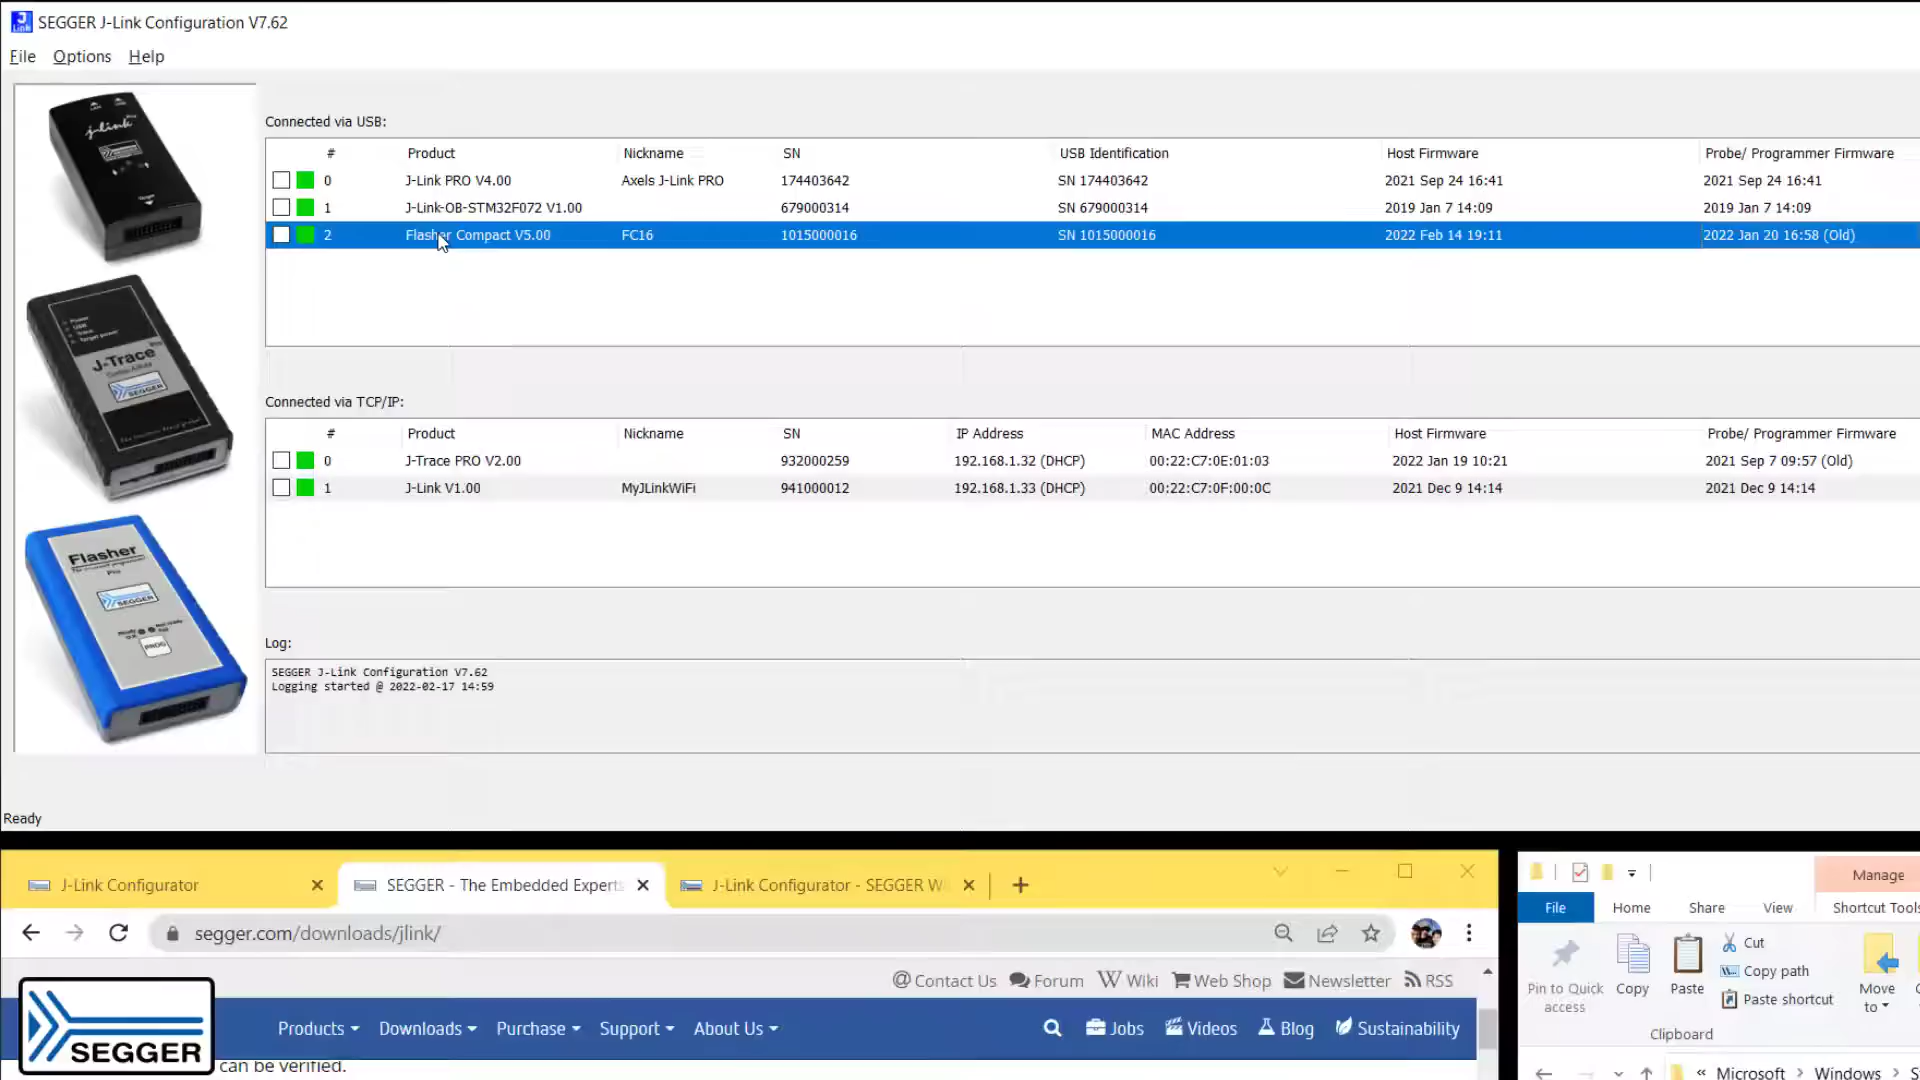 SEGGER J-Link Configuration V7.62
File Options Help
Connected via USB:
# Product Nickname SN USB Identification Host Firmware Probe/ Programmer Firmware
0 J-Link PRO V4.00 Axels J-Link PRO 174403642 SN 174403642 2021 Sep 24 16:41 2021 Sep 24 16:41
1 J-Link-OB-STM32F072 V1.00 679000314 SN 679000314 2019 Jan 7 14:09 2019 Jan 7 14:09
2 Flasher Compact V5.00 FC16 1015000016 SN 1015000016 2022 Feb 14 19:11 2022 Jan 20 16:58 (Old)
Connected via TCP/IP:
# Product Nickname SN IP Address MAC Address Host Firmware Probe/ Programmer Firmware
0 J-Trace PRO V2.00 932000259 192.168.1.32 (DHCP) 00:22:C7:0E:01:03 2022 Jan 19 10:21 2021 Sep 7 09:57 (Old)
1 J-Link V1.00 MyJLinkWiFi 941000012 192.168.1.33 (DHCP) 00:22:C7:0F:00:0C 2021 Dec 9 14:14 2021 Dec 9 14:14
Log:
SEGGER J-Link Configuration V7.62
Logging started @ 2022-02-17 14:59
Ready
j-link
J-Trace
SEGGER
Flasher
Pro
SEGGER
PROG
J-Link Configurator
SEGGER - The Embedded Experts
J-Link Configurator - SEGGER W
segger.com/downloads/jlink/
Contact Us Forum Wiki Web Shop Newsletter RSS
SEGGER
Products Downloads Purchase Support About Us Jobs Videos Blog Sustainability
can be verified.
Manage
File Home Share View Shortcut Tools
Pin to Quick access
Copy
Paste
Cut
Copy path
Paste shortcut
Move to
Clipboard
« Microsoft > Windows > S